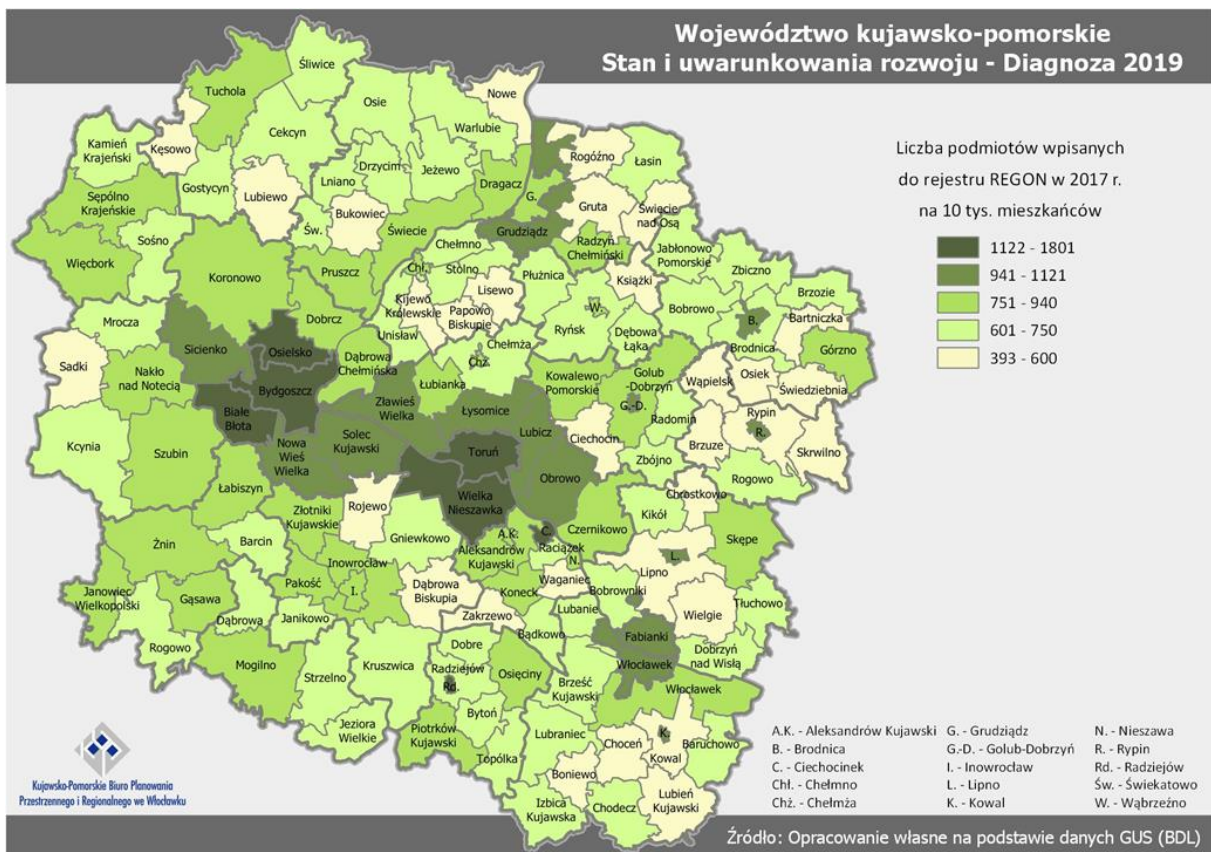 Województwo kujawsko-pomorskie
Stan i uwarunkowania rozwoju - Diagnoza 2019
Liczba podmiotów wpisanych
do rejestru REGON w 2017 r.
na 10 tys. mieszkańców
1122 - 1801
941 - 1121
751 - 940
601 - 750
393 - 600
Śliwice
Tuchola
Nowe
Osie
Cekcyn
Warlubie
Kamień
Krajeński
Kęsowo
Rogóźno
Łasin
Drzycim
Jeżewo
Gostycyn
Lniano
Dragacz
G.
Sępólno
Krajeńskie
Lubiewo
Bukowiec
Gruta
Święcie
nad Osą
Św.
Świecie
Grudziądz
Sośno
Radzyń
Chełmiński
Jabłonowo
Pomorskie
Więcbork
Koronowo
Pruszcz
Chełmno
Chł.
Stolno
Płużnica
Zbiczno
Książki
Lisewo
Kijewo
Królewskie
Papowo
Biskupie
W.
Bobrowo
Brzozie
Bartniczka
Mrocza
Dobrcz
Unisław
Ryńsk
Dębowa
Łąka
B.
Brodnica
Górzno
Sicienko
Osielsko
Chełmża
Chż.
Sadki
Nakło
nad Notecią
Dąbrowa
Chełmińska
Łubianka
Kowalewo
Pomorskie
Golub
-Dobrzyń
Wąpielsk
Osiek
Świedziebnia
Bydgoszcz
Białe
Błota
Zławieś
Wielka
Łysomice
G.-D.
Radomin
Rypin
R.
Kcynia
Szubin
Nowa
Wieś
Wielka
Solec
Kujawski
Toruń
Lubicz
Ciechocin
Brzuze
Skrwilno
Zbójno
Rogowo
Łabiszyn
Wielka
Nieszawka
Obrowo
Rojewo
Chrostkowo
Złotniki
Kujawskie
Kikół
Czernikowo
Skępe
Żnin
Barcin
Gniewkowo
A.K.
C.
Raciążek
Aleksandrów
Kujawski
N.
L.
Lipno
Inowrocław
I.
Pakość
Janowiec
Wielkopolski
Gąsawa
Dąbrowa
Janikowo
Dąbrowa
Biskupia
Koneck
Waganiec
Bobrowniki
Wielgie
Tłuchowo
Zakrzewo
Lubanie
Rogowo
Bądkowo
Fabianki
Dobrzyń
nad Wisłą
Mogilno
Strzelno
Kruszwica
Dobre
Radziejów
Rd.
Osięciny
Włocławek
Brześć
Kujawski
Włocławek
Jeziora
Wielkie
Bytoń
Piotrków
Kujawski
Topólka
Lubraniec
Choceń
K.
Kowal
Baruchowo
Boniewo
Izbica
Kujawska
Chodecz
Lubień
Kujawski
A.K. - Aleksandrów Kujawski
B. - Brodnica
C. - Ciechocinek
Chł. - Chełmno
Chż. - Chełmża
G. - Grudziądz
G.-D. - Golub-Dobrzyń
I. - Inowrocław
L. - Lipno
K. - Kowal
N. - Nieszawa
R. - Rypin
Rd. - Radziejów
Św. - Świekatowo
W. - Wąbrzeźno
Kujawsko-Pomorskie Biuro Planowania
Przestrzennego i Regionalnego we Włocławku
Źródło: Opracowanie własne na podstawie danych GUS (BDL)